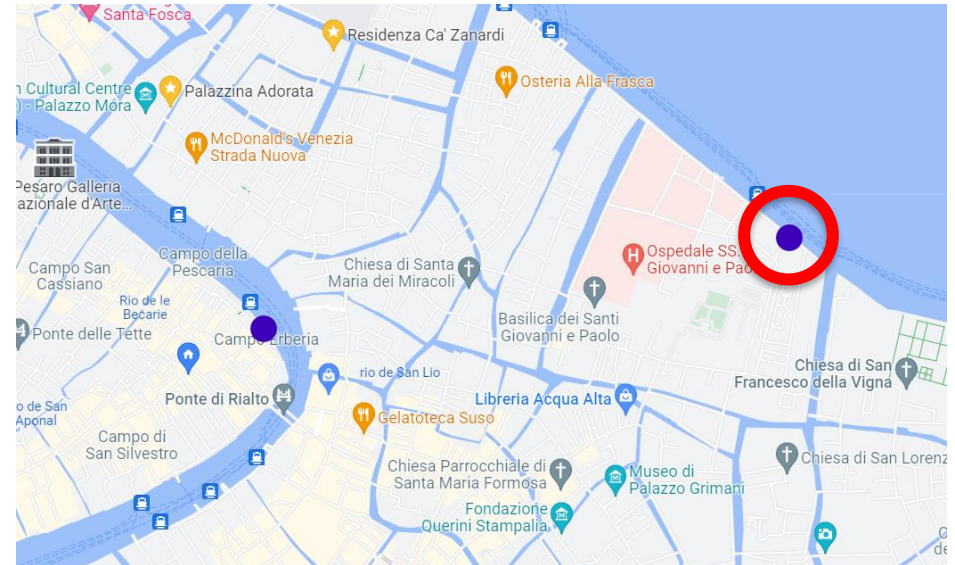 Santa Fosca
Residenza Ca' Zanardi
Osteria Alla Frasca
Cultural Centre
- Palazzo Mora
Palazzina Adorata
McDonald's Venezia
Strada Nuova
Pesaro Galleria
azionale d'Arte...
Campo San
Cassiano
Campo della
Pescaria
Rio de le
Becarie
Chiesa di Santa
Maria dei Miracoli
H
Ospedale SS.
Giovanni e Pao
Basilica dei Santi
Giovanni e Paolo
Ponte delle Tette
Campo Erberia
rio de San Lio
Ponte di Rialto
Libreria Acqua Alta
Chiesa di San
Francesco della Vigna
o de San
Aponal
Gelatoteca Suso
Campo di
San Silvestro
Chiesa Parrocchiale di
Santa Maria Formosa
Museo di
Palazzo Grimani
Chiesa di San Lorenz
Fondazione
Querini Stampalia